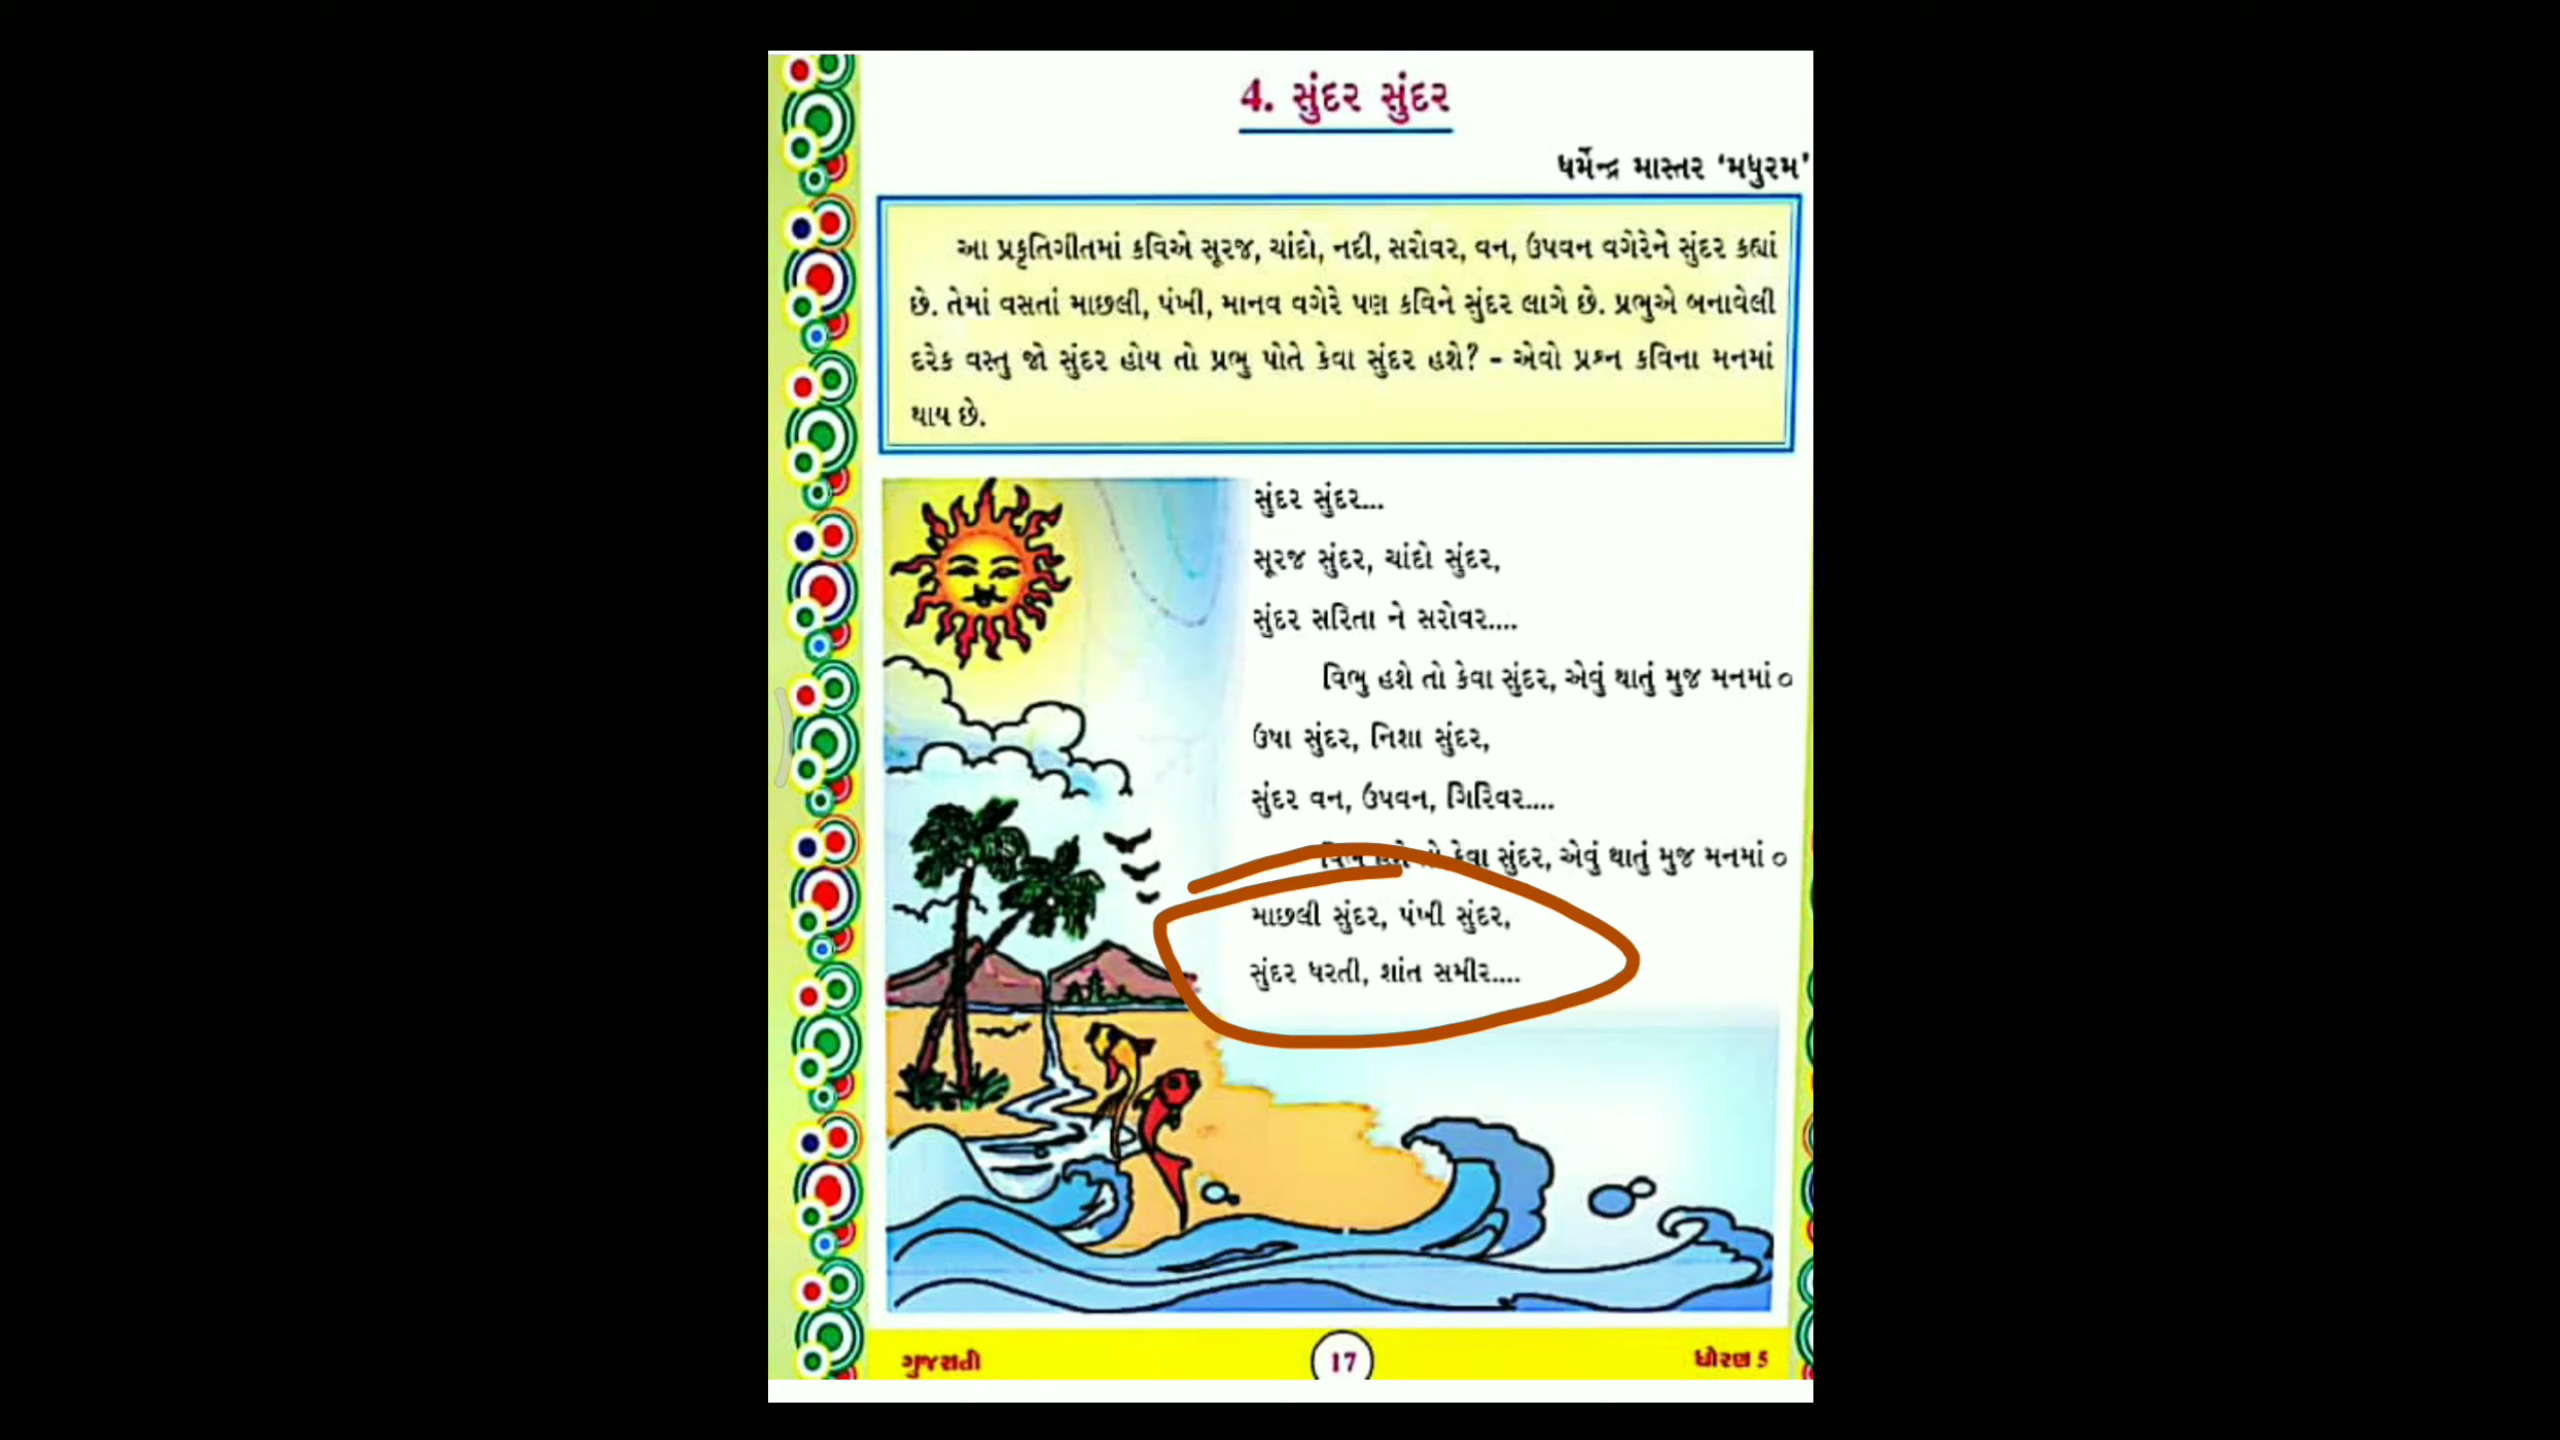 4. સુંદર સુંદર
ધર્મેન્દ્ર માસ્તર ‘મધુરમ’
આ પ્રકૃતિગીતમાં કવિએ સૂરજ, ચાંદો, નદી, સરોવર, વન, ઉપવન વગેરેને સુંદર કહ્યાં
છે. તેમાં વસતાં માછલી, પંખી, માનવ વગેરે પણ કવિને સુંદર લાગે છે. પ્રભુએ બનાવેલી
દરેક વસ્તુ જો સુંદર હોય તો પ્રભુ પોતે કેવા સુંદર હશે? – એવો પ્રશ્ન કવિના મનમાં
થાય છે.
સુંદર સુંદર...
સૂરજ સુંદર, ચાંદો સુંદર,
સુંદર સરિતા ને સરોવર....
વિભુ હશે તો કેવા સુંદર, એવું થાતું મુજ મનમાં૦
ઉષા સુંદર, નિશા સુંદર,
સુંદર વન, ઉપવન, ગિરિવર....
વિભુ હશે તો કેવા સુંદર, એવું થાતું મુજ મનમાં૦
માછલી સુંદર, પંખી સુંદર,
સુંદર ધરતી, શાંત સમીર....
ગુજરાતી
17
ધોરણ 5